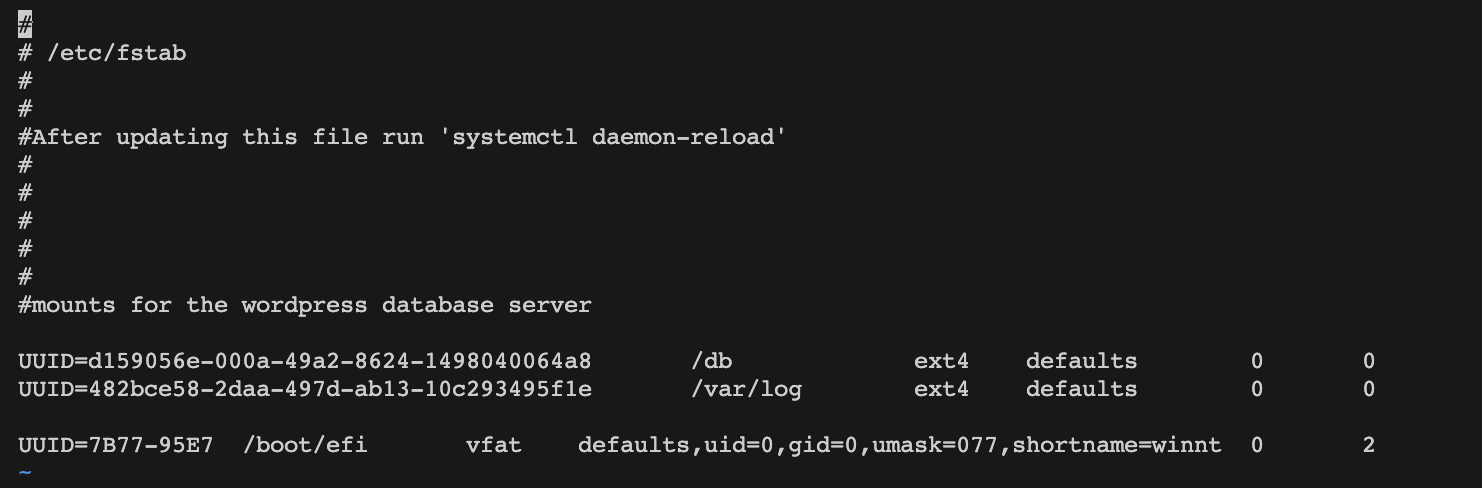 #
# /etc/fstab
#
#
#After updating this file run 'systemctl daemon-reload'
#
#
#
#
#
#mounts for the wordpress database server
UUID=d159056e-000a-49a2-8624-1498040064a8 /db ext4 defaults 0 0
UUID=482bce58-2daa-497d-ab13-10c293495f1e /var/log ext4 defaults 0 0
UUID=7B77-95E7 /boot/efi vfat defaults,uid=0,gid=0,umask=077,shortname=winnt 0 2
~